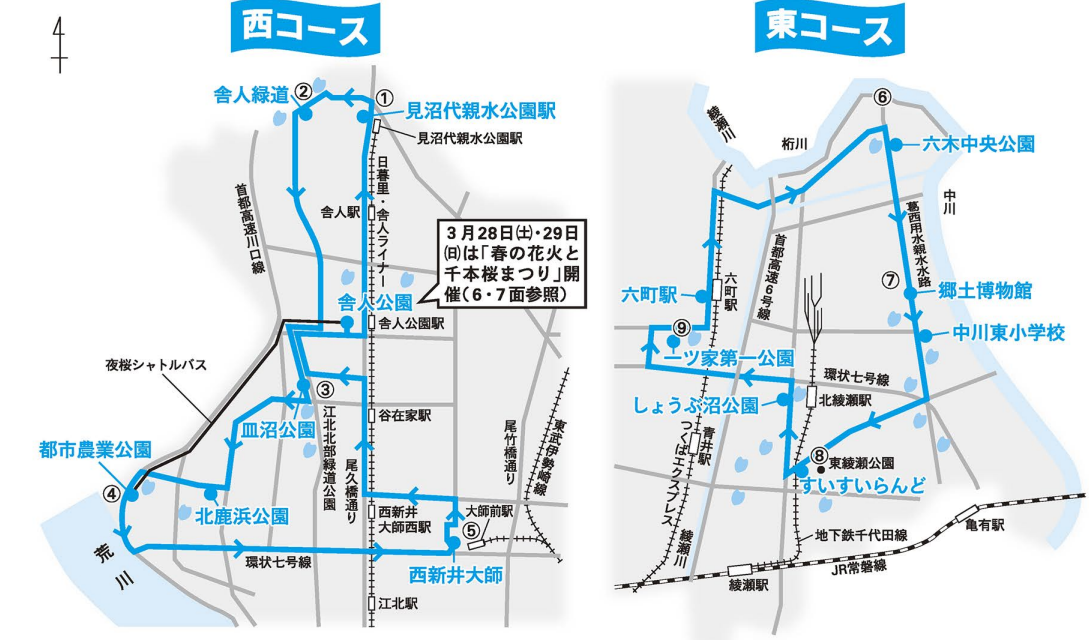 西コース
舎人緑道
②
①
見沼代親水公園駅
見沼代親水公園駅
日暮里・舎人ライナー
首都高速川口線
舎人駅
3月28日㈯・29日
㈰は「春の花火と
千本桜まつり」開
催(6・7面参照)
舎人公園
舎人公園駅
夜桜シャトルバス
③
皿沼公園
谷在家駅
江北北部緑道公園
尾久橋通り
尾竹橋通り
東武伊勢崎線
都市農業公園
④
北鹿浜公園
西新井
大師西駅
大師前駅
⑤
荒川
環状七号線
西新井大師
江北駅
東コース
綾瀬川
⑥
桁川
六木中央公園
中川
葛西用水親水水路
首都高速6号線
六町駅
六町駅
⑦
郷土博物館
中川東小学校
⑨
一ツ家第一公園
環状七号線
しょうぶ沼公園
北綾瀬駅
青井駅
つくばエクスプレス
⑧
東綾瀬公園
すいすいらんど
綾瀬川
地下鉄千代田線
亀有駅
JR常磐線
綾瀬駅